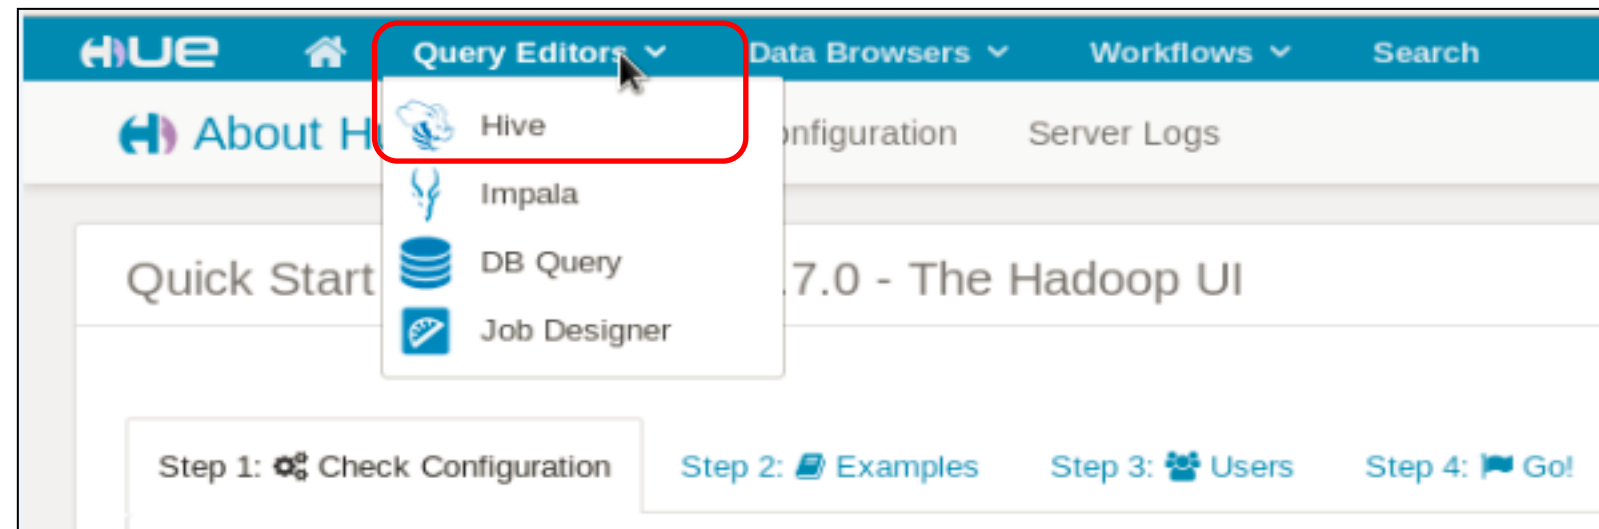 HUE Query Editors Data Browsers Workflows Search
About Hive onfiguration Server Logs
Impala
Quick Start DB Query .7.0 - The Hadoop UI
Job Designer
Step 1: Check Configuration Step 2: Examples Step 3: Users Step 4: Go!